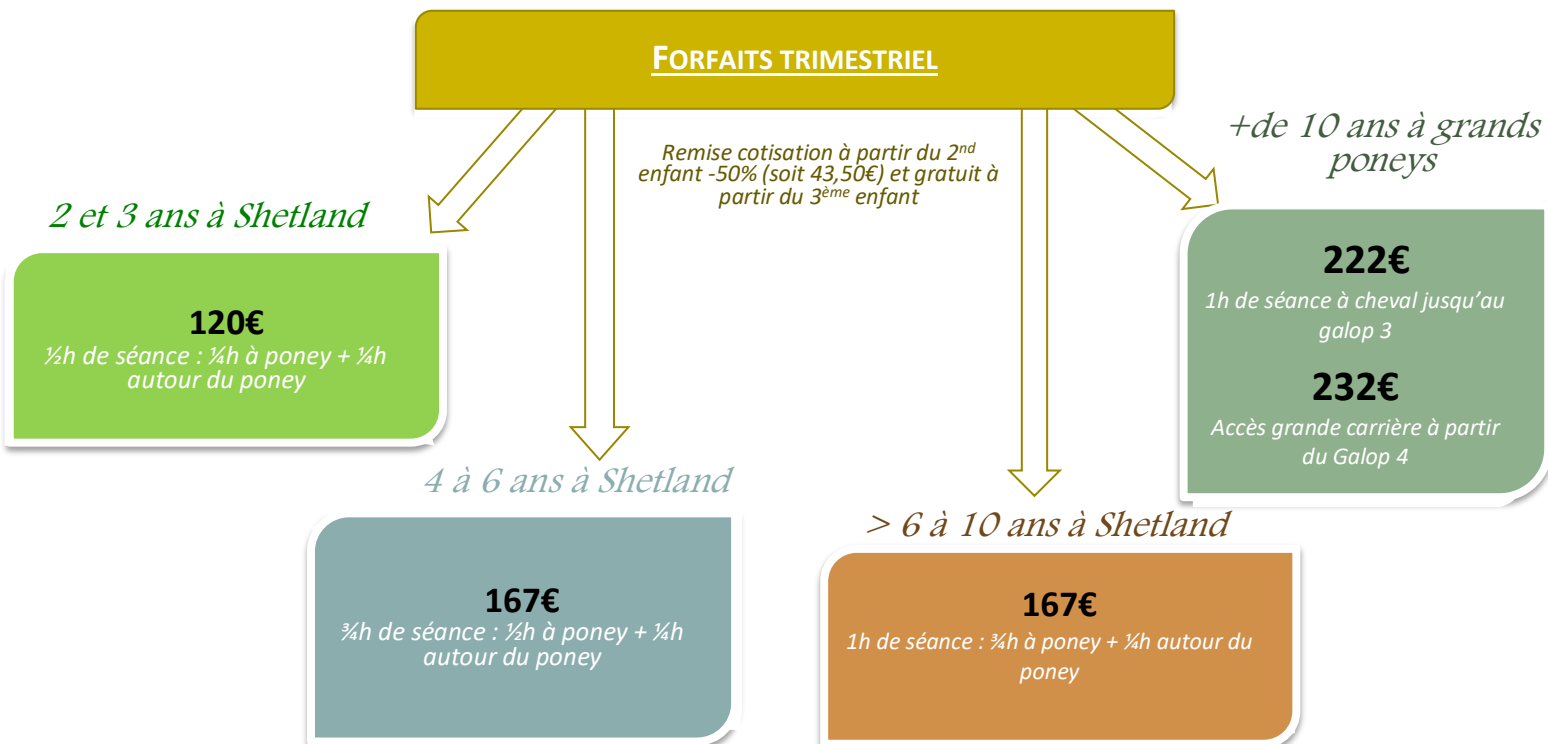 FORFAITS TRIMESTRIEL
Remise cotisation à partir du 2nd
enfant -50% (soit 43,50€) et gratuit à
partir du 3ème enfant
2 et 3 ans à Shetland
120€
½h de séance : ¼h à poney + ¼h
autour du poney
4 à 6 ans à Shetland
167€
¾h de séance : ½h à poney + ¼h
autour du poney
> 6 à 10 ans à Shetland
167€
1h de séance : ¾h à poney + ¼h autour du
poney
+de 10 ans à grands
poneys
222€
1h de séance à cheval jusqu’au
galop 3
232€
Accès grande carrière à partir
du Galop 4